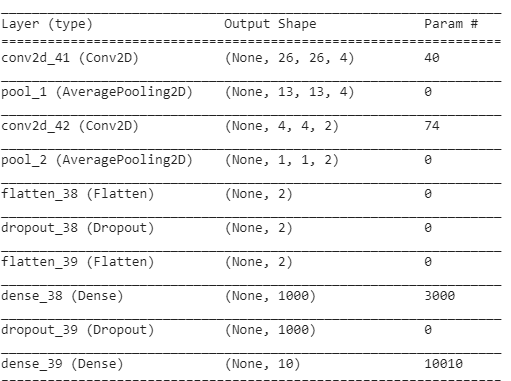 Layer (type) Output Shape Param #
=================================================================
conv2d_41 (Conv2D) (None, 26, 26, 4) 40
pool_1 (AveragePooling2D) (None, 13, 13, 4) 0
conv2d_42 (Conv2D) (None, 4, 4, 2) 74
pool_2 (AveragePooling2D) (None, 1, 1, 2) 0
flatten_38 (Flatten) (None, 2) 0
dropout_38 (Dropout) (None, 2) 0
flatten_39 (Flatten) (None, 2) 0
dense_38 (Dense) (None, 1000) 3000
dropout_39 (Dropout) (None, 1000) 0
dense_39 (Dense) (None, 10) 10010
=================================================================